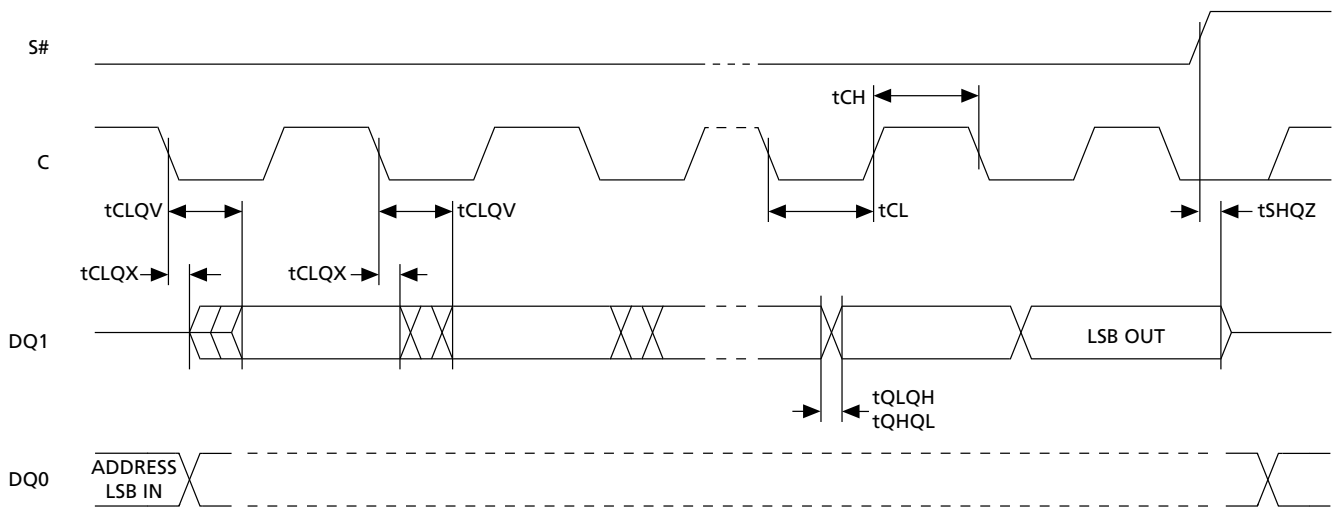 S#
tCH
C
tCLQV
tCLQV
tCL
tSHQZ
tCLQX
tCLQX
DQ1
LSB OUT
tQLQH
tQHQL
DQ0
ADDRESS
LSB IN